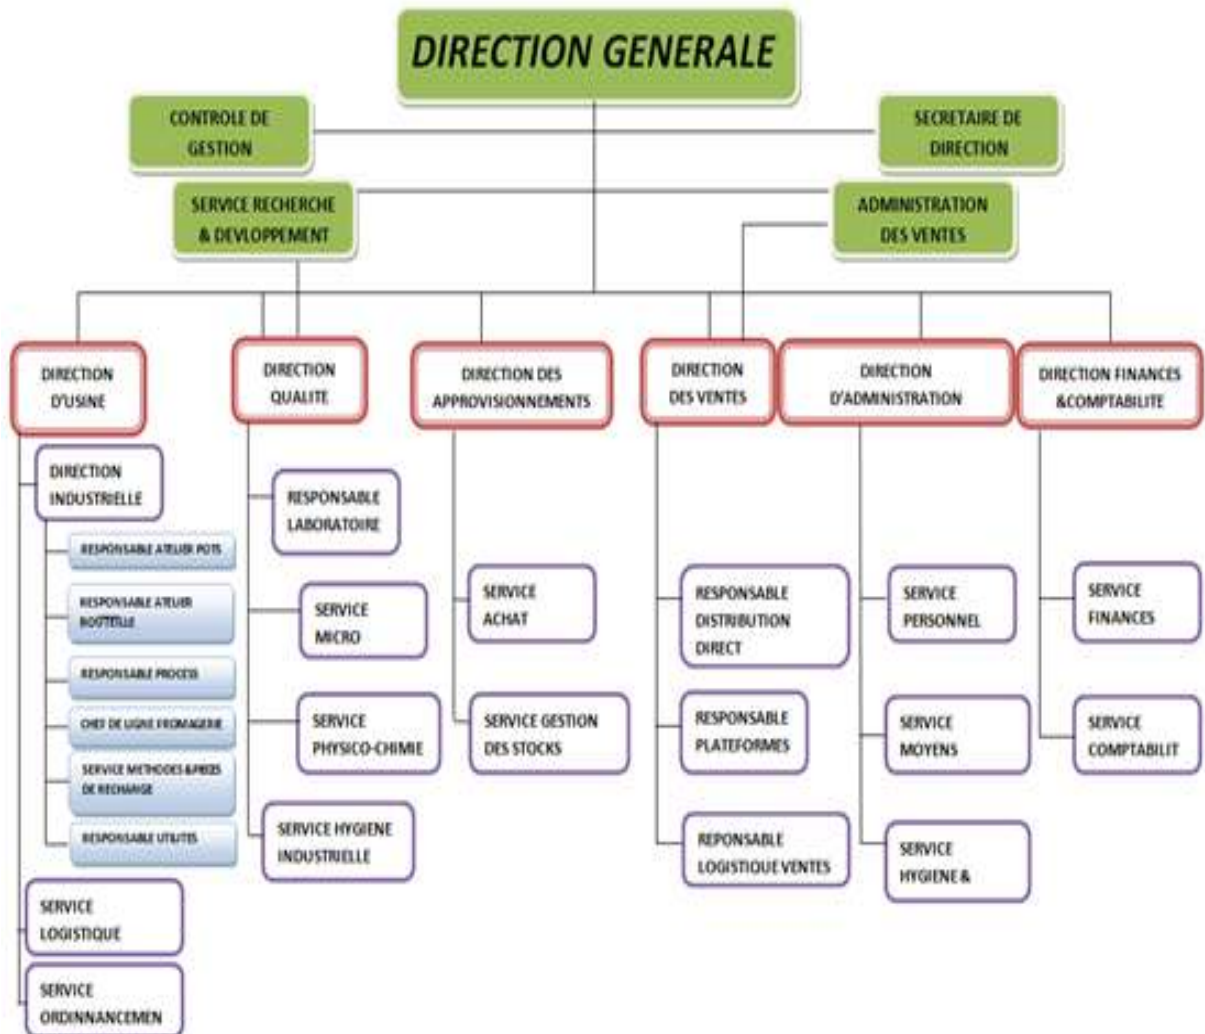 DIRECTION GENERALE
CONTROLE DE
GESTION
SECRETAIRE DE
DIRECTION
SERVICE RECHERCHE
& DEVLOPPEMENT
ADMINISTRATION
DES VENTES
DIRECTION
D'USINE
DIRECTION
QUALITE
DIRECTION DES
APPROVISIONNEMENTS
DIRECTION
DES VENTES
DIRECTION
D'ADMINISTRATION
DIRECTION FINANCES
&COMPTABILITE
DIRECTION
INDUSTRIELLE
RESPONSABLE ATELIER POTS
RESPONSABLE ATELIER
RESPONSABLE PROCESS
CHEF DE LIGNE FROMAGERIE
SERVICE METHODES &PIECES
DE RECHANGE
RESPONSABLE UTILITES
SERVICE
LOGISTIQUE
SERVICE
ORDINNANCEMEN
RESPONSABLE
LABORATOIRE
SERVICE
MICRO
SERVICE
PHYSICO-CHIMIE
SERVICE HYGIENE
INDUSTRIELLE
SERVICE
ACHAT
SERVICE GESTION
DES STOCKS
RESPONSABLE
DISTRIBUTION
DIRECT
RESPONSABLE
PLATEFORMES
REPONSABLE
LOGISTIQUE VENTES
SERVICE
PERSONNEL
SERVICE
MOYENS
SERVICE
HYGIENE &
SERVICE
FINANCES
SERVICE
COMPTABILIT